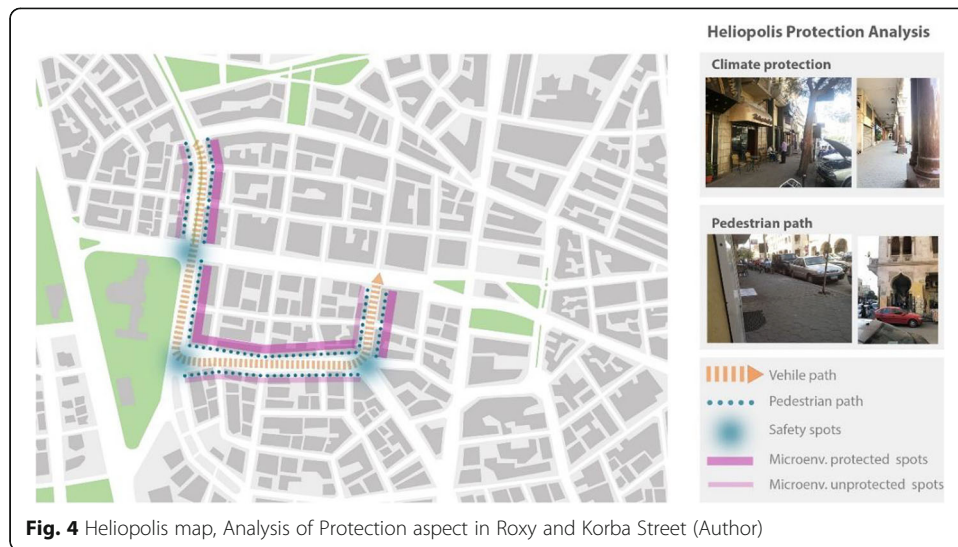 Heliopolis Protection Analysis
Climate protection
Pedestrian path
Vehile path
Pedestrian path
Safety spots
Microenv. protected spots
Microenv. unprotected spots
Fig. 4 Heliopolis map, Analysis of Protection aspect in Roxy and Korba Street (Author)